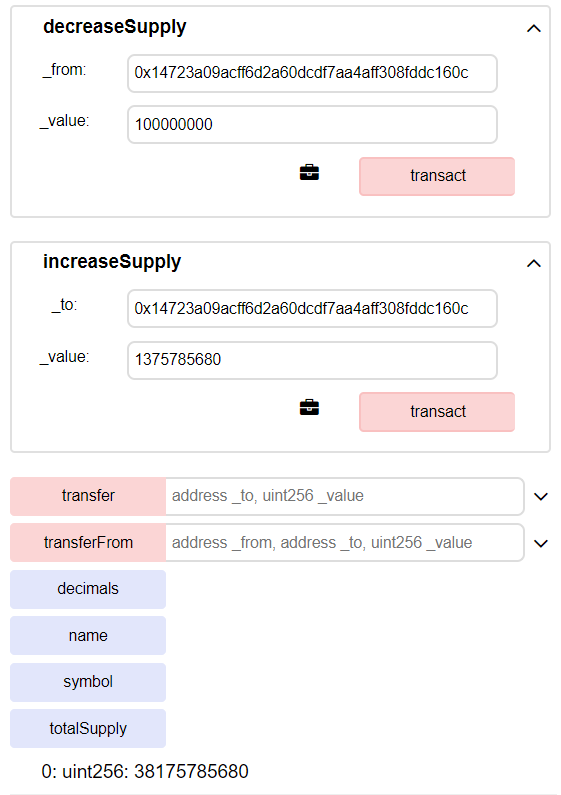 decreaseSupply
_from: 0x14723a09acff6d2a60dcdf7aa4aff308fddc160c
_value: 100000000
transact
increaseSupply
_to: 0x14723a09acff6d2a60dcdf7aa4aff308fddc160c
_value: 1375785680
transact
transfer address _to, uint256 _value
transferFrom address _from, address _to, uint256 _value
decimals
name
symbol
totalSupply
0: uint256: 38175785680